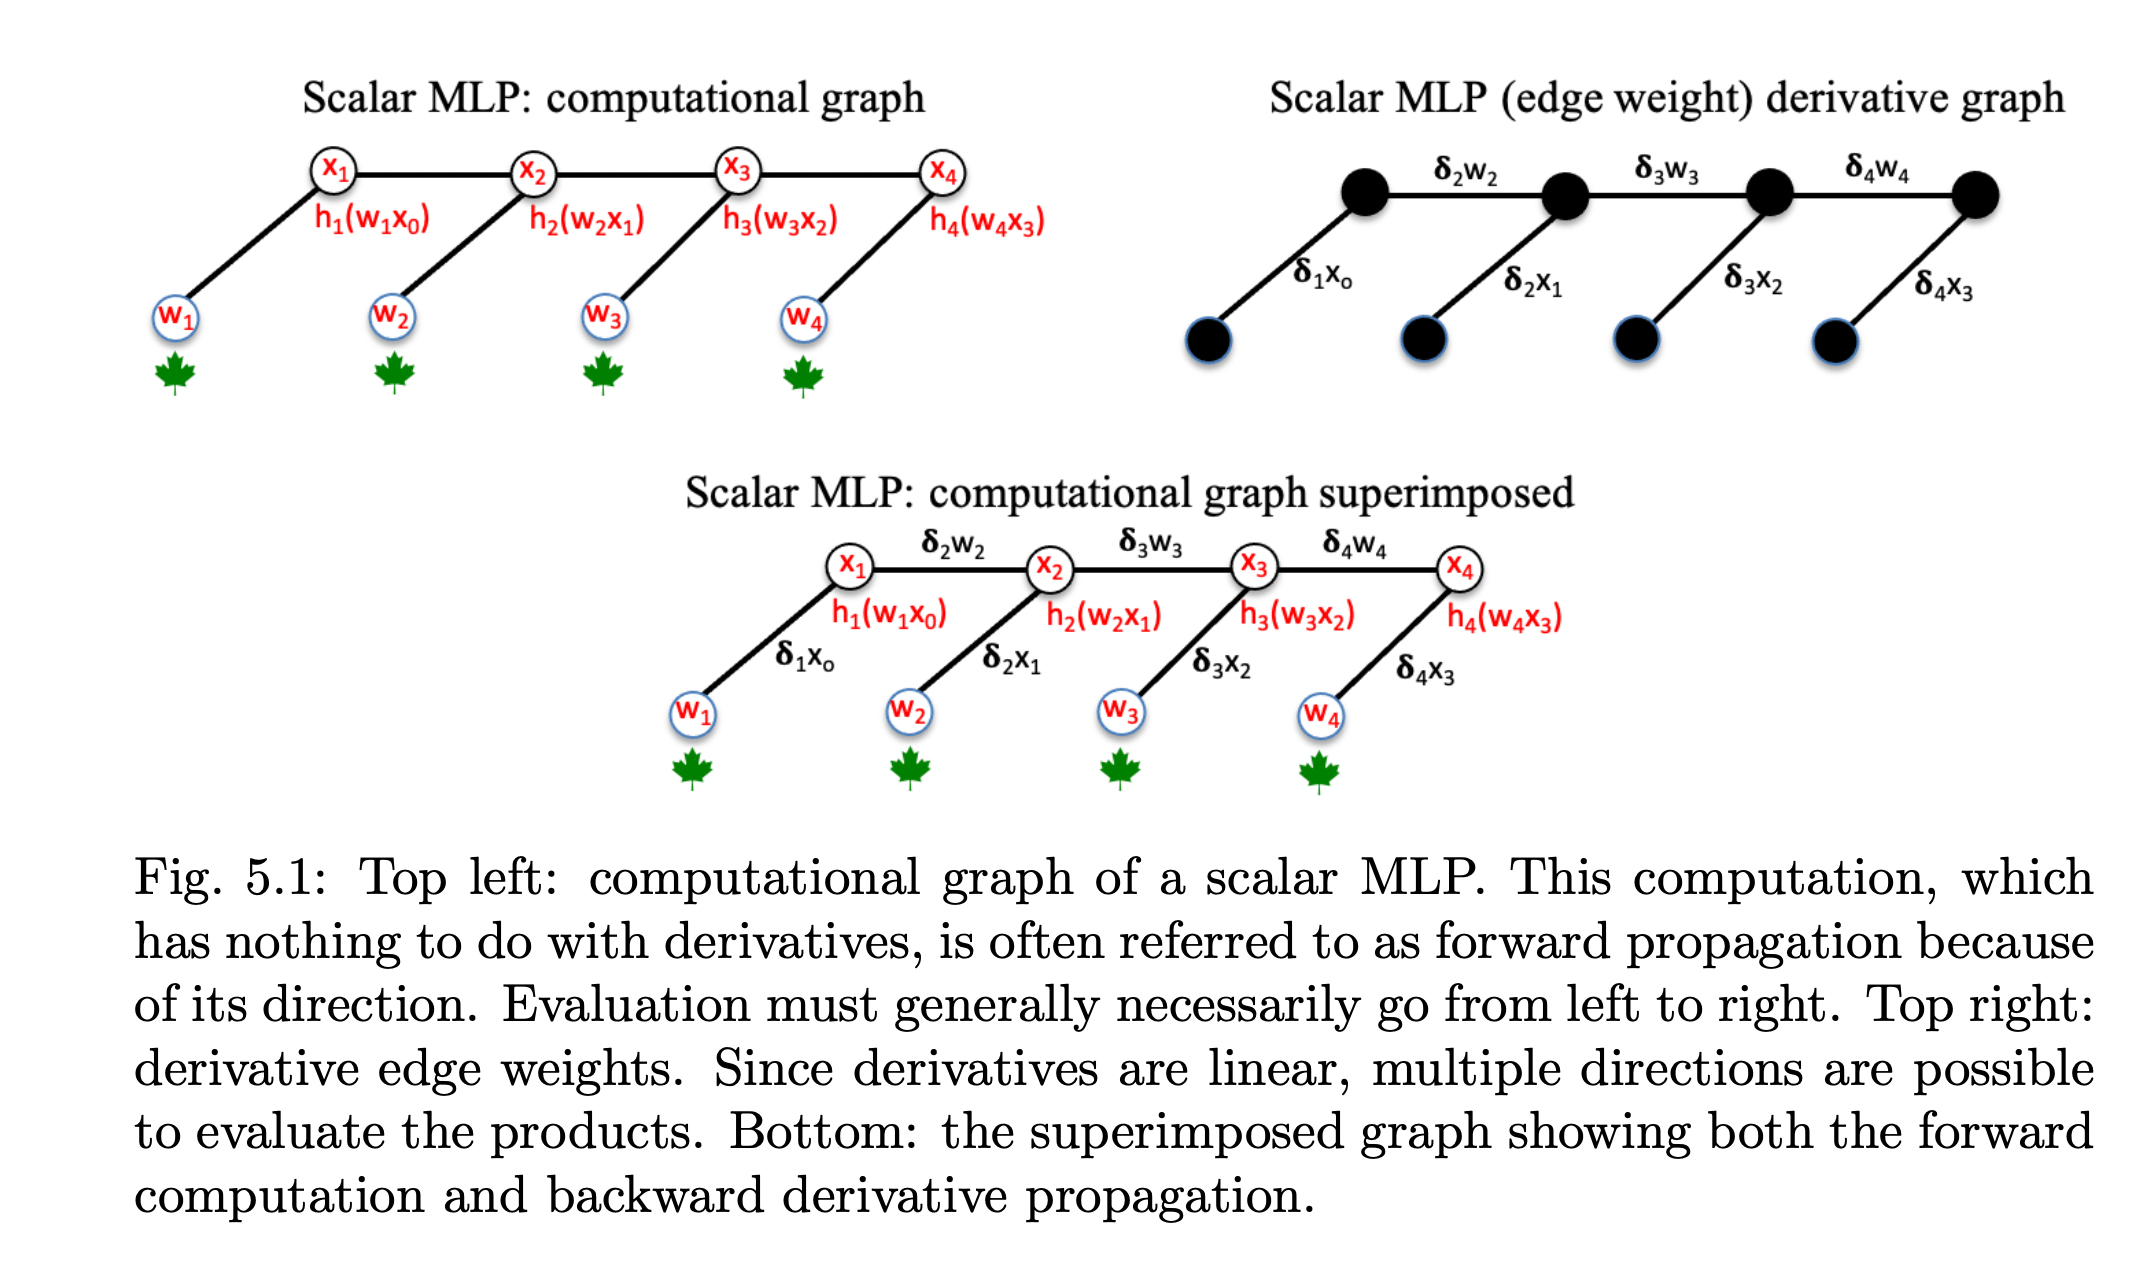 Scalar MLP: computational graph
x₁ x₂ x₃ x₄
h₁(w₁x₀) h₂(w₂x₁) h₃(w₃x₂) h₄(w₄x₃)
w₁ w₂ w₃ w₄
Scalar MLP (edge weight) derivative graph
δ₂w₂ δ₃w₃ δ₄w₄
δ₁xₒ δ₂x₁ δ₃x₂ δ₄x₃
Scalar MLP: computational graph superimposed
δ₂w₂ δ₃w₃ δ₄w₄
x₁ x₂ x₃ x₄
h₁(w₁x₀) h₂(w₂x₁) h₃(w₃x₂) h₄(w₄x₃)
δ₁xₒ δ₂x₁ δ₃x₂ δ₄x₃
w₁ w₂ w₃ w₄
Fig. 5.1: Top left: computational graph of a scalar MLP. This computation, which
has nothing to do with derivatives, is often referred to as forward propagation because
of its direction. Evaluation must generally necessarily go from left to right. Top right:
derivative edge weights. Since derivatives are linear, multiple directions are possible
to evaluate the products. Bottom: the superimposed graph showing both the forward
computation and backward derivative propagation.